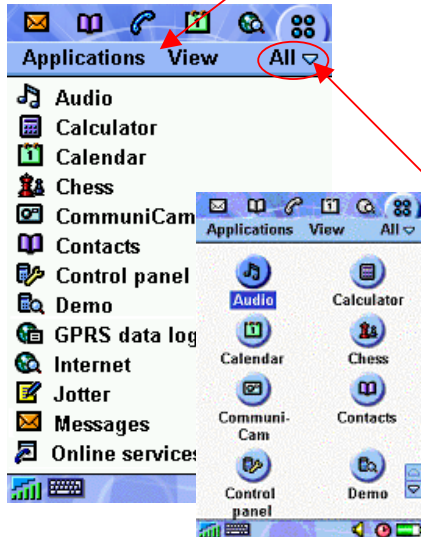 Applications View All
Audio
Calculator
Calendar
Chess
CommuniCam
Contacts
Control panel
Demo
GPRS data log
Internet
Jotter
Messages
Online services
Applications View All
Audio Calculator
Calendar Chess
Communi- Contacts
Cam
Control Demo
panel